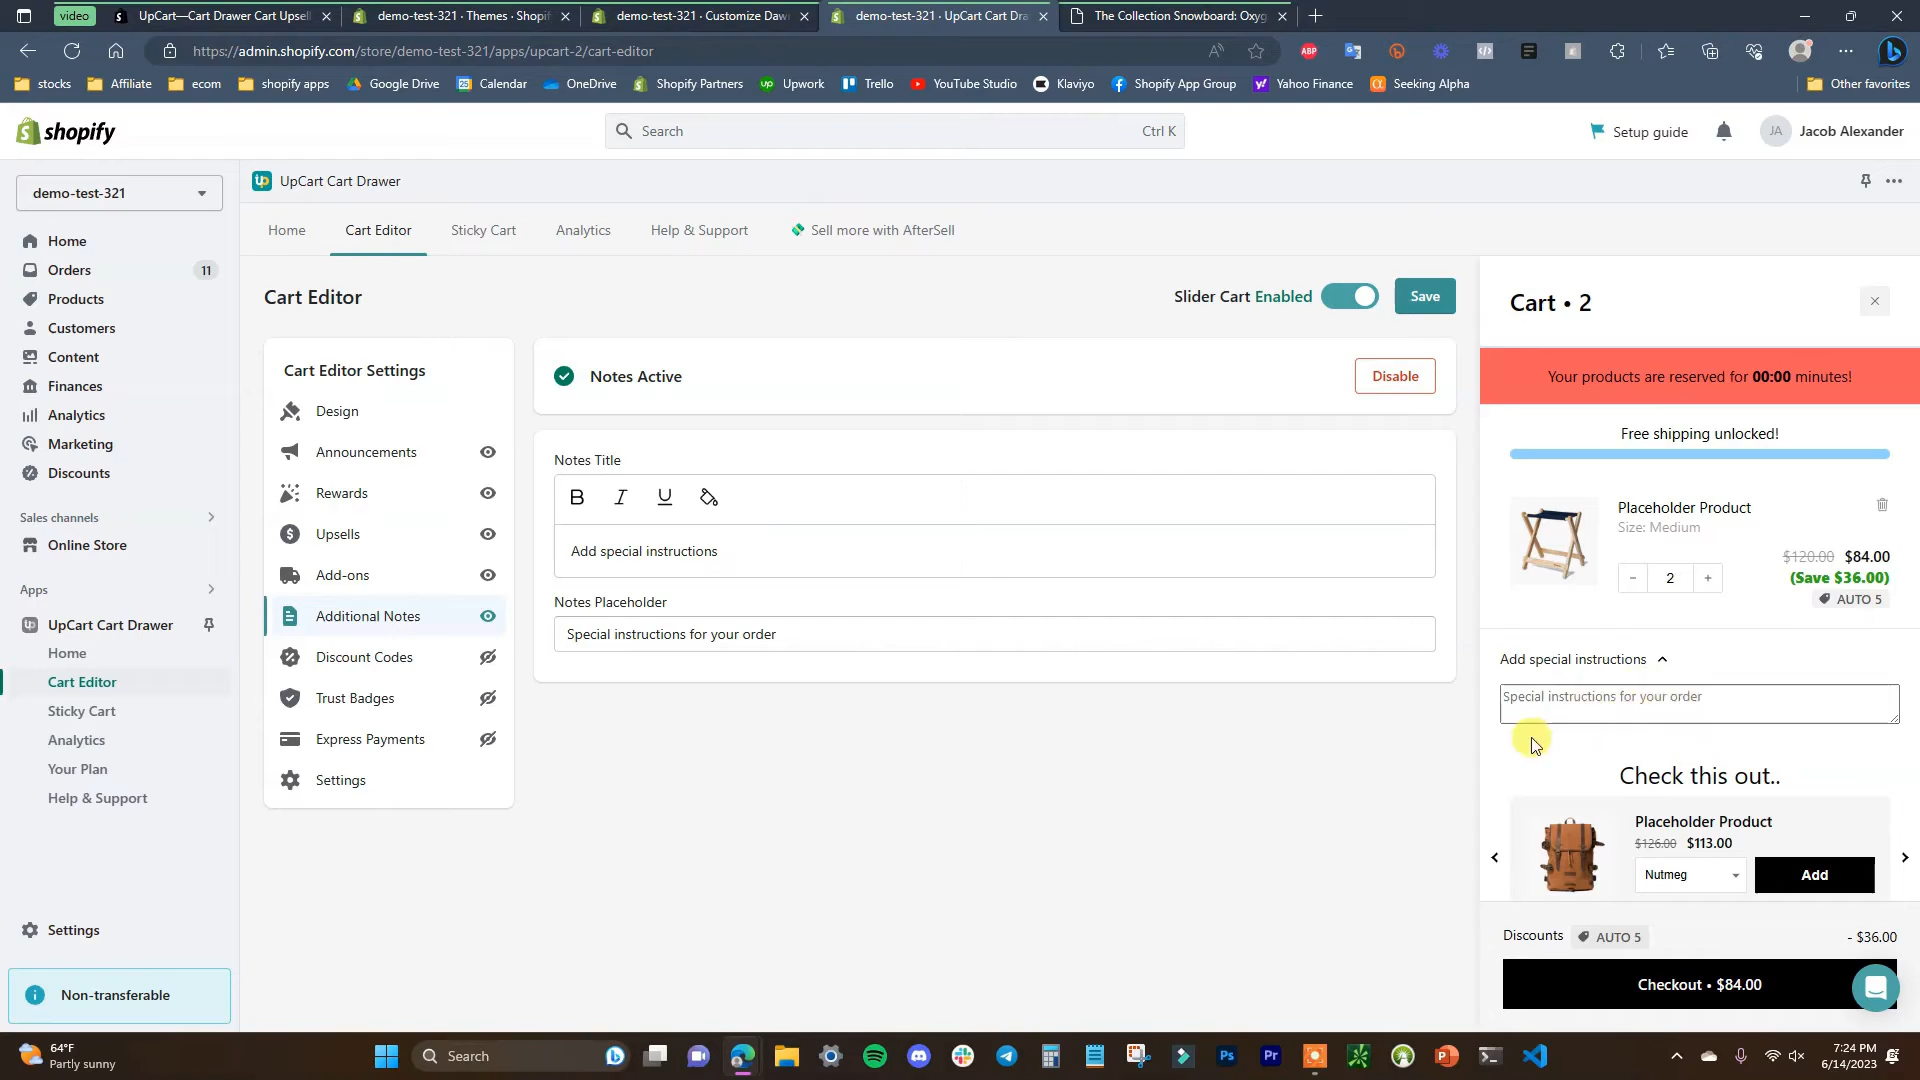 video
UpCart—Cart Drawer Cart Upsell
demo-test-321 · Themes · Shopif
demo-test-321 · Customize Dawn
demo-test-321 · UpCart Cart Dra
The Collection Snowboard: Oxyg
https://admin.shopify.com/store/demo-test-321/apps/upcart-2/cart-editor
stocks
Affiliate
ecom
shopify apps
Google Drive
Calendar
OneDrive
Shopify Partners
Upwork
Trello
YouTube Studio
Klaviyo
Shopify App Group
Yahoo Finance
Seeking Alpha
Other favorites
shopify
Search
Ctrl K
Setup guide
JA
Jacob Alexander
demo-test-321
Home
Orders
11
Products
Customers
Content
Finances
Analytics
Marketing
Discounts
Sales channels
Online Store
Apps
UpCart Cart Drawer
Home
Cart Editor
Sticky Cart
Analytics
Your Plan
Help & Support
Settings
Non-transferable
UpCart Cart Drawer
Home
Cart Editor
Sticky Cart
Analytics
Help & Support
Sell more with AfterSell
Cart Editor
Slider Cart Enabled
Save
Cart Editor Settings
Design
Announcements
Rewards
Upsells
Add-ons
Additional Notes
Discount Codes
Trust Badges
Express Payments
Settings
Notes Active
Disable
Notes Title
B I U
Add special instructions
Notes Placeholder
Special instructions for your order
Cart • 2
Your products are reserved for 00:00 minutes!
Free shipping unlocked!
Placeholder Product
Size: Medium
$120.00 $84.00
(Save $36.00)
AUTO 5
2
Add special instructions
Special instructions for your order
Check this out..
Placeholder Product
$126.00 $113.00
Nutmeg
Add
Discounts
AUTO 5
- $36.00
Checkout • $84.00
64°F
Partly sunny
Search
7:24 PM
6/14/2023